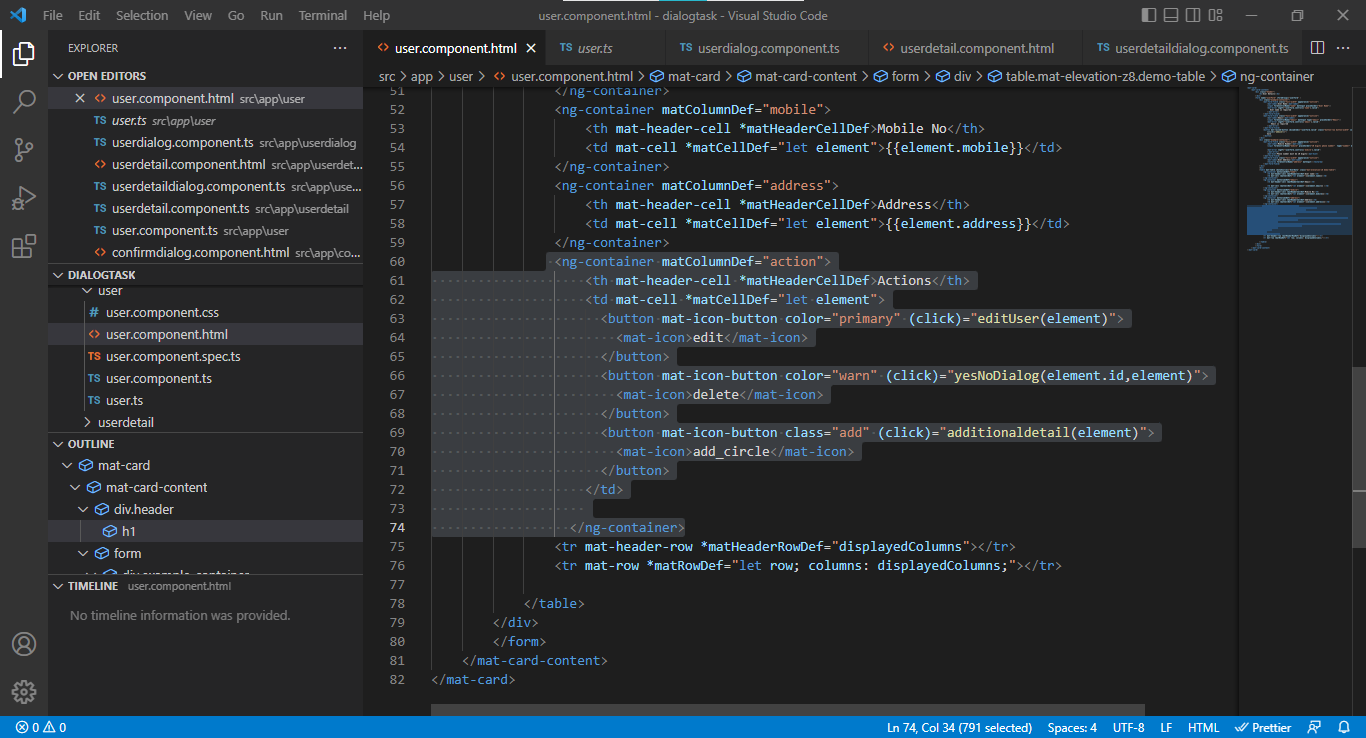 File Edit Selection View Go Run Terminal Help
user.component.html - dialogtask - Visual Studio Code
EXPLORER
OPEN EDITORS
user.component.html src\app\user
TS user.ts src\app\user
TS userdialog.component.ts src\app\userdialog
userdetail.component.html src\app\userdet...
TS userdetaildialog.component.ts src\app\use...
TS userdetail.component.ts src\app\userdetail
TS user.component.ts src\app\user
confirmdialog.component.html src\app\co...
DIALOGTASK
user
# user.component.css
user.component.html
TS user.component.spec.ts
TS user.component.ts
TS user.ts
userdetail
OUTLINE
mat-card
mat-card-content
div.header
h1
form
TIMELINE user.component.html
No timeline information was provided.
user.component.html
TS user.ts
TS userdialog.component.ts
userdetail.component.html
TS userdetaildialog.component.ts
src > app > user > user.component.html > mat-card > mat-card-content > form > div > table.mat-elevation-z8.demo-table > ng-container
51 </ng-container>
52 <ng-container matColumnDef="mobile">
53 <th mat-header-cell *matHeaderCellDef>Mobile No</th>
54 <td mat-cell *matCellDef="let element">{{element.mobile}}</td>
55 </ng-container>
56 <ng-container matColumnDef="address">
57 <th mat-header-cell *matHeaderCellDef>Address</th>
58 <td mat-cell *matCellDef="let element">{{element.address}}</td>
59 </ng-container>
60 <ng-container matColumnDef="action">
61 <th mat-header-cell *matHeaderCellDef>Actions</th>
62 <td mat-cell *matCellDef="let element">
63 <button mat-icon-button color="primary" (click)="editUser(element)">
64 <mat-icon>edit</mat-icon>
65 </button>
66 <button mat-icon-button color="warn" (click)="yesNoDialog(element.id,element)">
67 <mat-icon>delete</mat-icon>
68 </button>
69 <button mat-icon-button class="add" (click)="additionaldetail(element)">
70 <mat-icon>add_circle</mat-icon>
71 </button>
72 </td>
73
74 </ng-container>
75 <tr mat-header-row *matHeaderRowDef="displayedColumns"></tr>
76 <tr mat-row *matRowDef="let row; columns: displayedColumns;"></tr>
77
78 </table>
79 </div>
80 </form>
81 </mat-card-content>
82 </mat-card>
0 0
Ln 74, Col 34 (791 selected) Spaces: 4 UTF-8 LF HTML Prettier